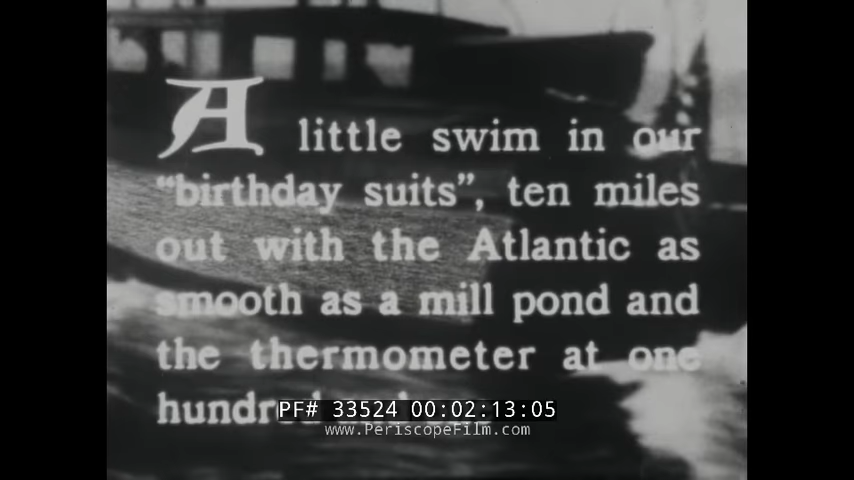 A little swim in our
“birthday suits”, ten miles
out with the Atlantic as
smooth as a mill pond and
the thermometer at one
hundred
PF# 33524 00:02:13:05
www.PeriscopeFilm.com